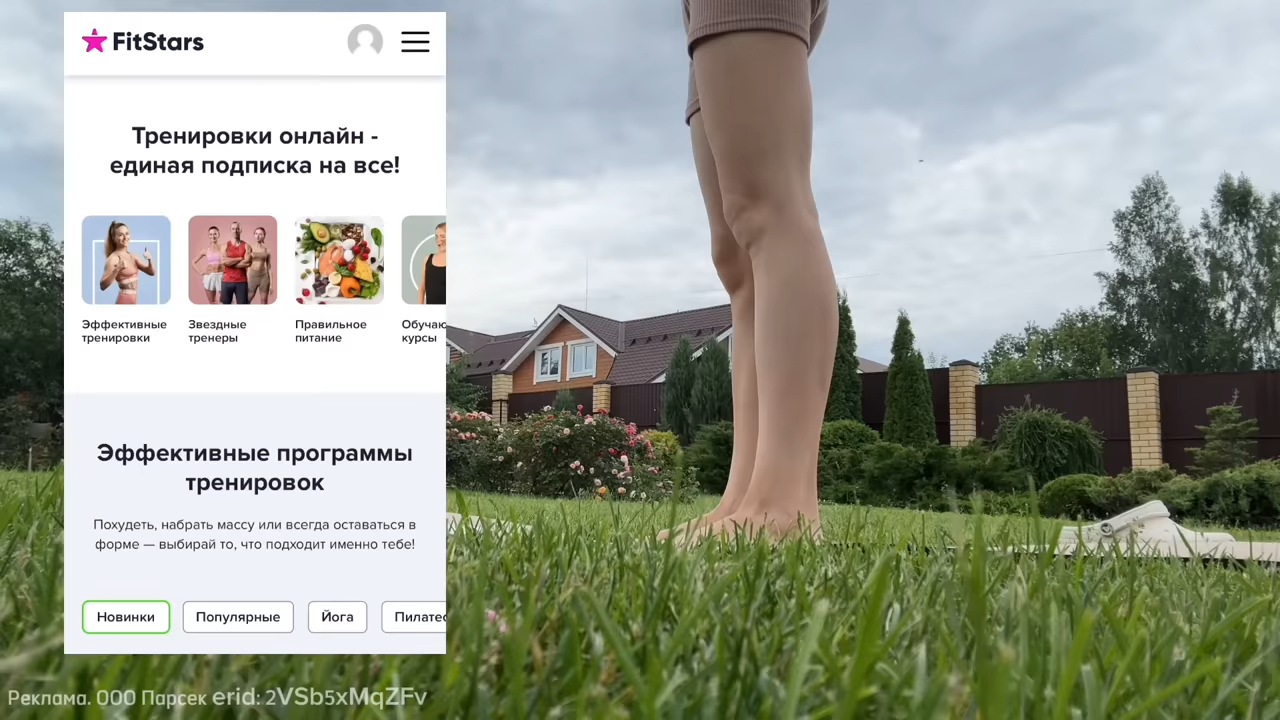 FitStars
Тренировки онлайн -
единая подписка на все!
Эффективные
тренировки
Звездные
тренеры
Правильное
питание
Обучаю
курсы
Эффективные программы
тренировок
Похудеть, набрать массу или всегда оставаться в
форме — выбирай то, что подходит именно тебе!
Новинки
Популярные
Йога
Пилатес
Реклама. ООО Парсек erid: 2VSb5xMqZFv